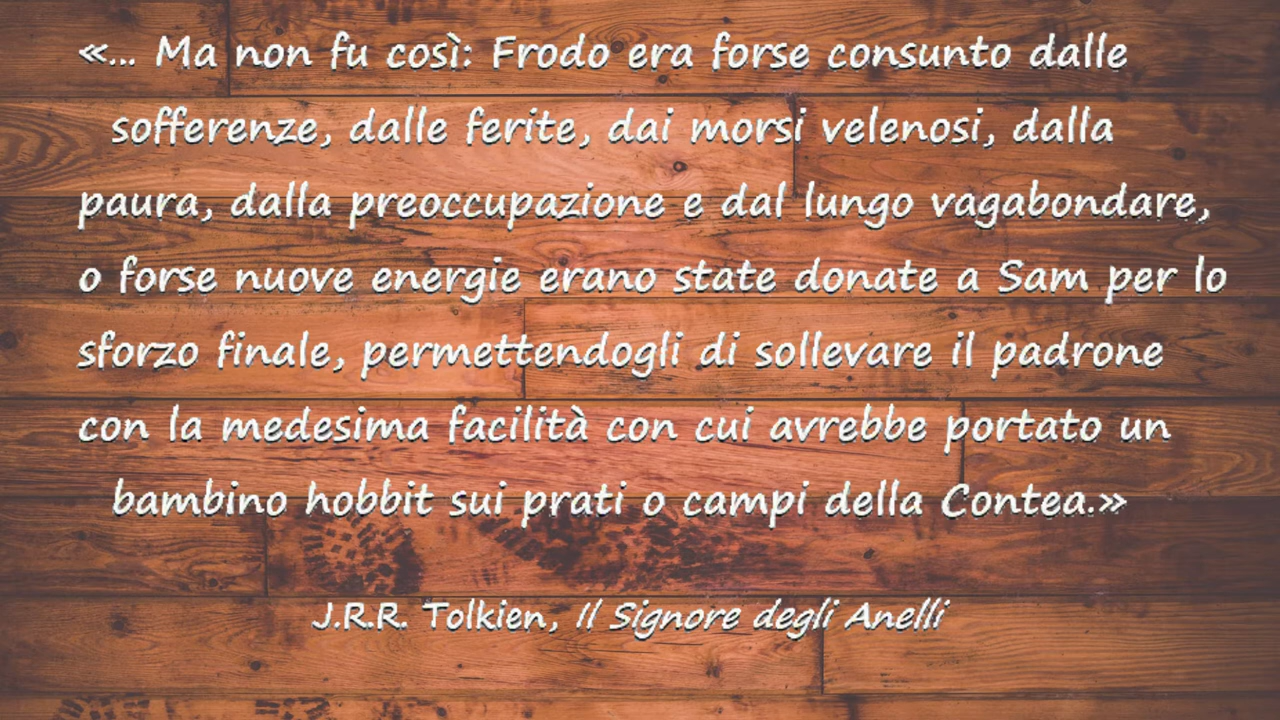 «... Ma non fu così: Frodo era forse consunto dalle
sofferenze, dalle ferite, dai morsi velenosi, dalla
paura, dalla preoccupazione e dal lungo vagabondare,
o forse nuove energie erano state donate a Sam per lo
sforzo finale, permettendogli di sollevare il padrone
con la medesima facilità con cui avrebbe portato un
bambino hobbit sui prati o campi della Contea.»
J.R.R. Tolkien, Il Signore degli Anelli